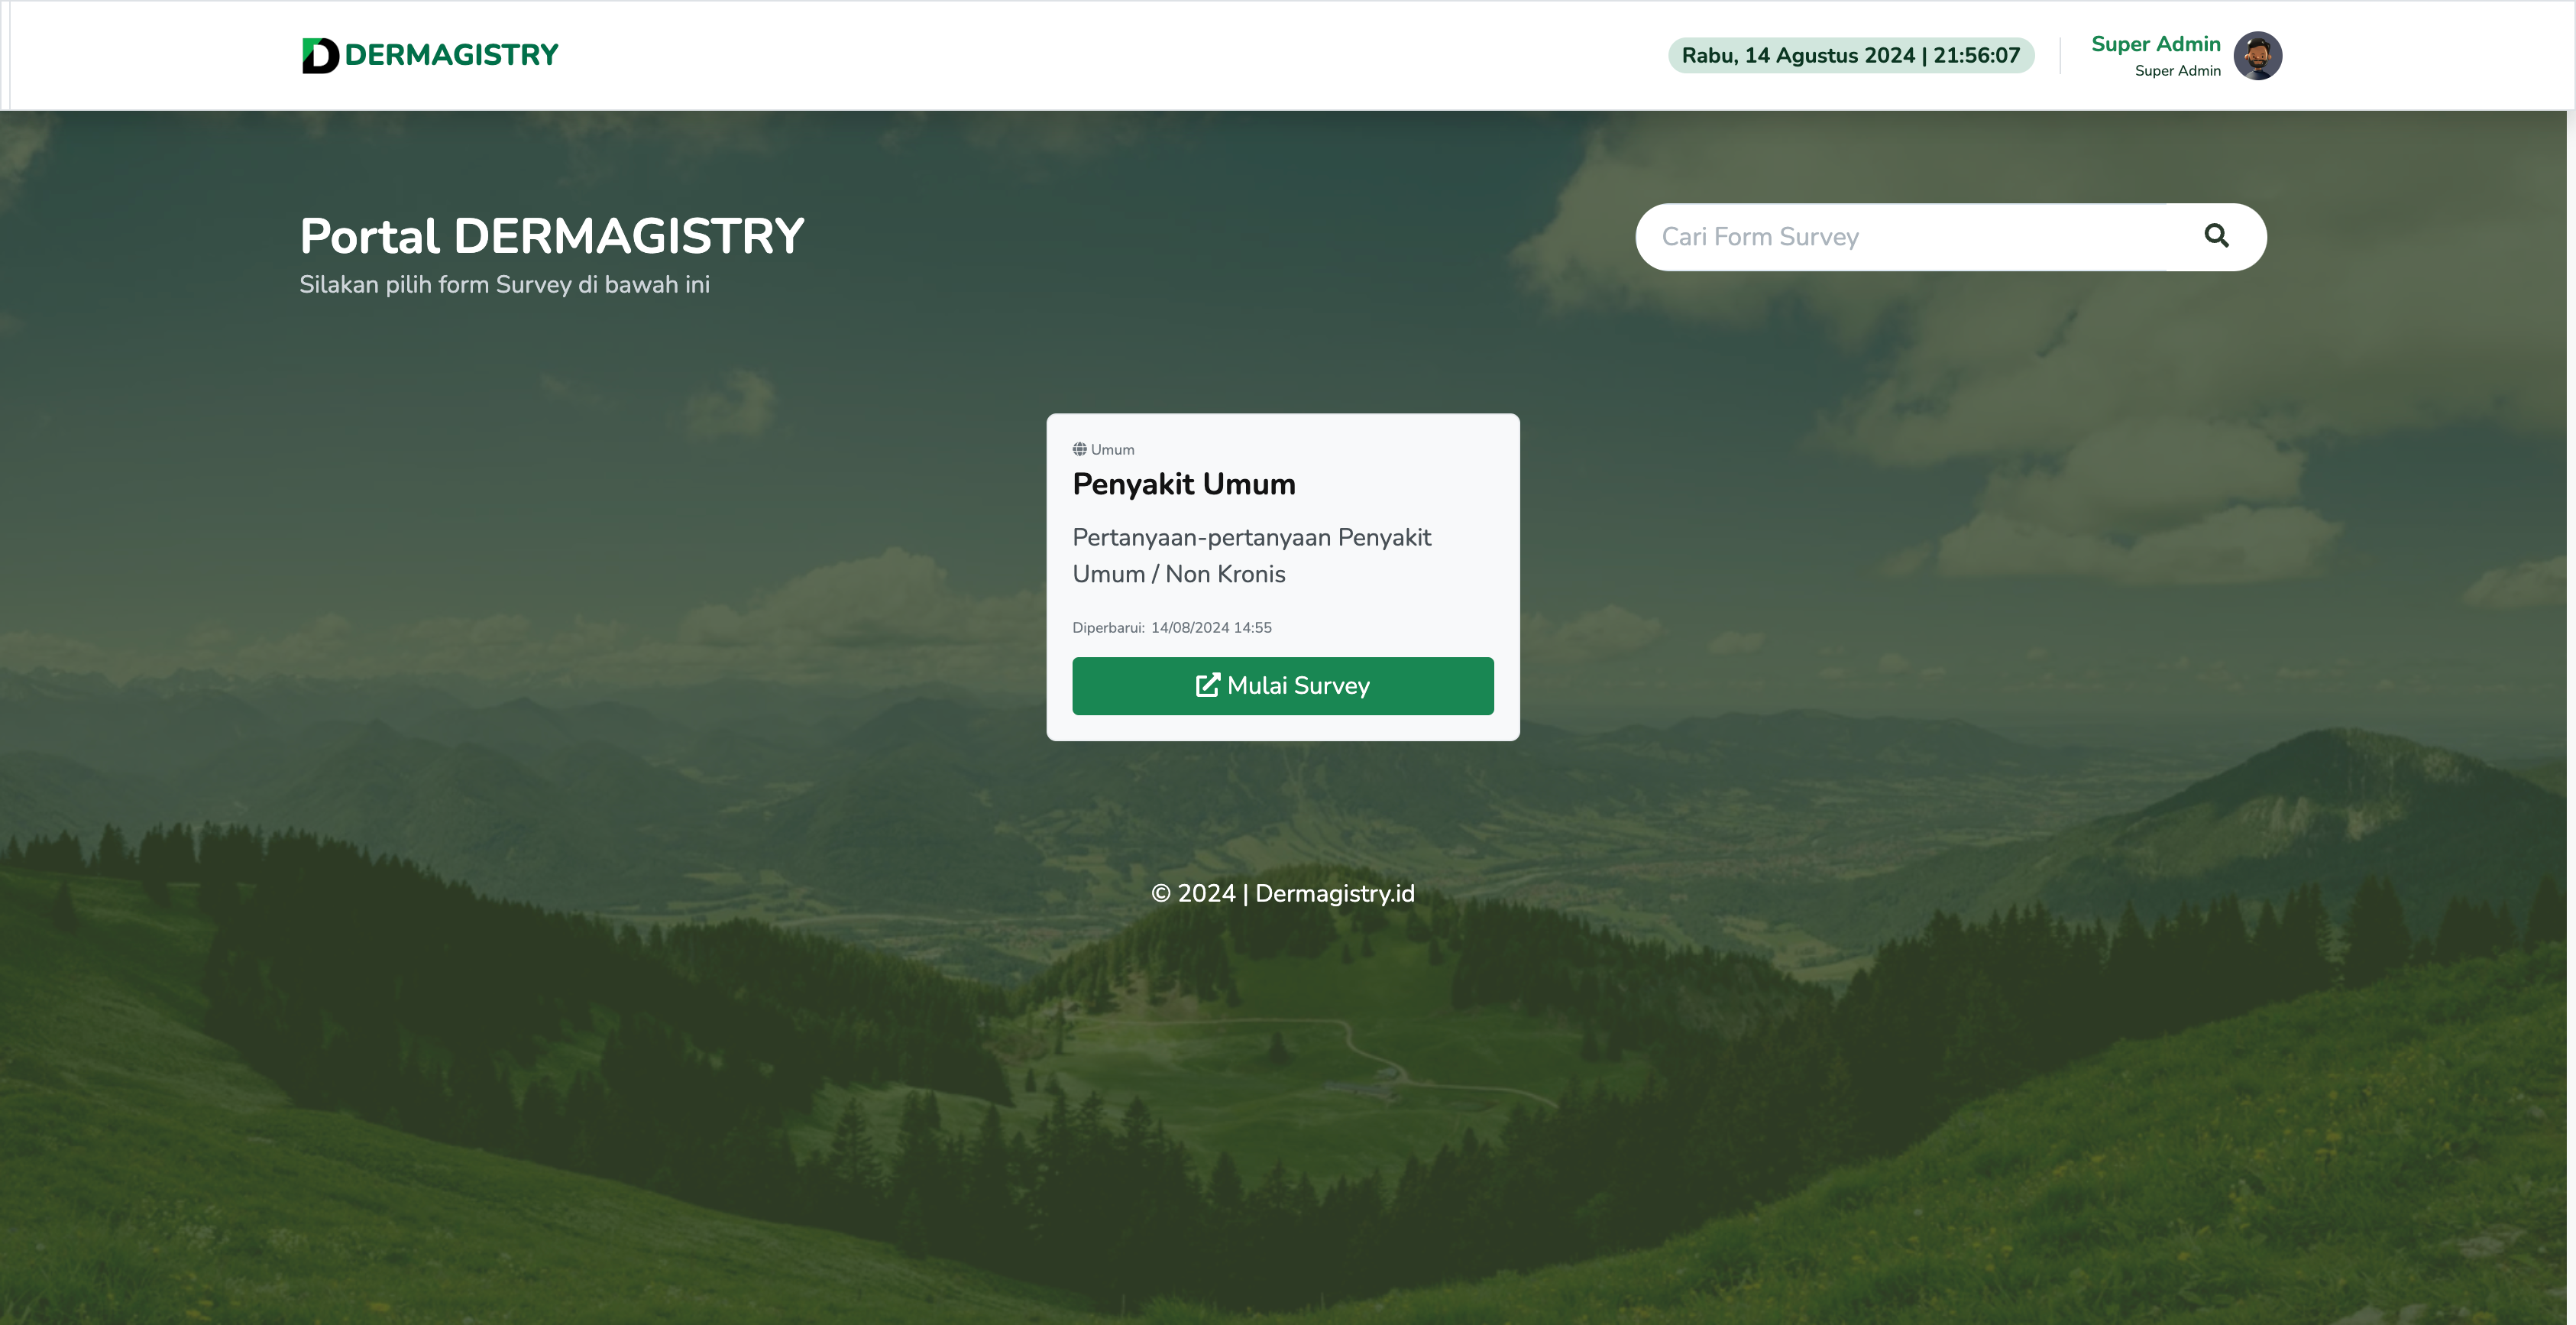 DERMAGISTRY
Rabu, 14 Agustus 2024 | 21:56:07
Super Admin
Super Admin
Portal DERMAGISTRY
Silakan pilih form Survey di bawah ini
Cari Form Survey
Umum
Penyakit Umum
Pertanyaan-pertanyaan Penyakit
Umum / Non Kronis
Diperbarui: 14/08/2024 14:55
Mulai Survey
© 2024 | Dermagistry.id